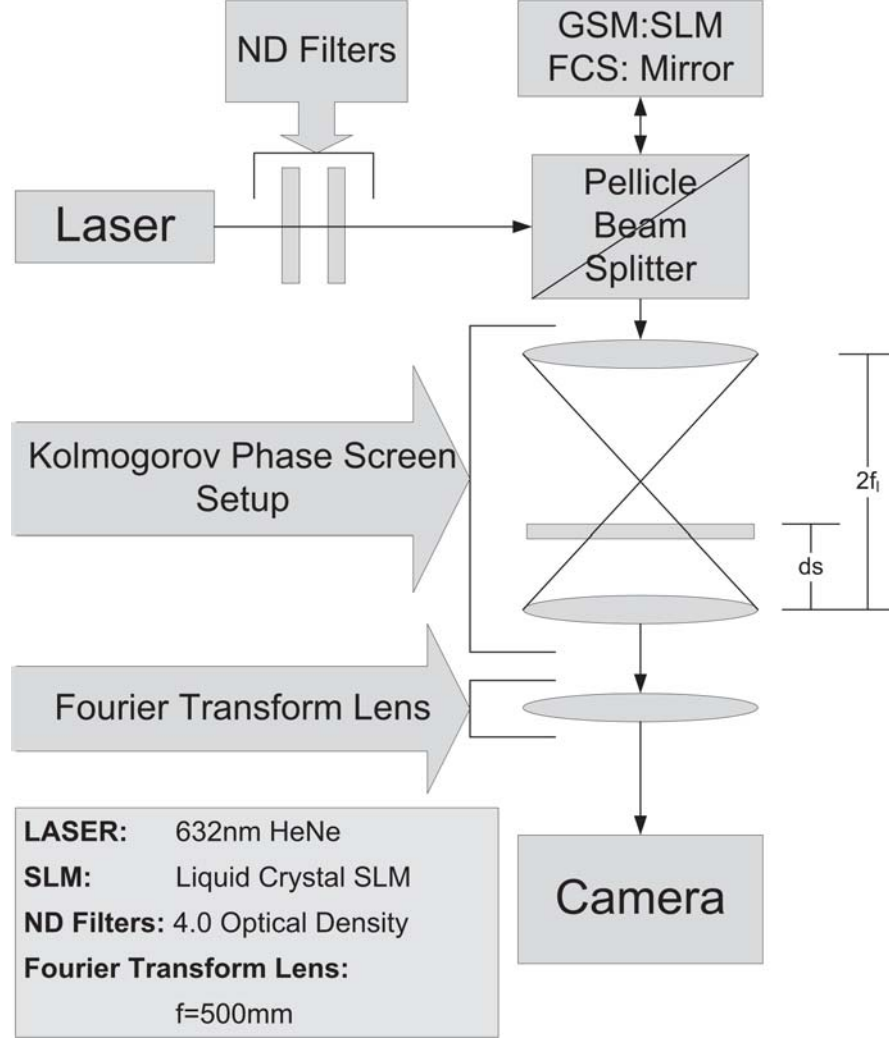 ND Filters
GSM:SLM
FCS: Mirror
Laser
Pellicle
Beam
Splitter
Kolmogorov Phase Screen
Setup
2fₗ
ds
Fourier Transform Lens
LASER: 632nm HeNe
SLM: Liquid Crystal SLM
ND Filters: 4.0 Optical Density
Fourier Transform Lens:
f=500mm
Camera